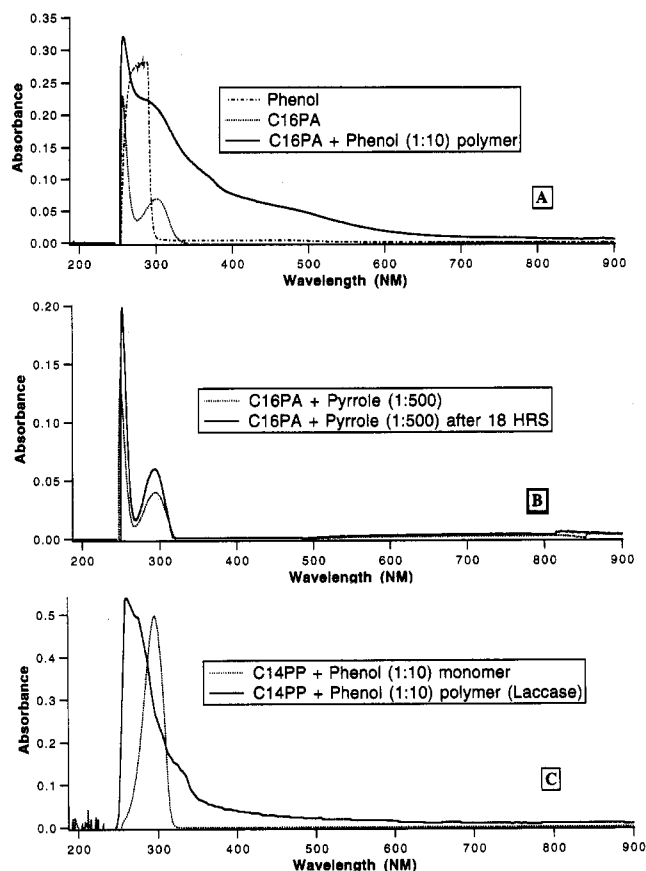 0.35
0.30
0.25
0.20
0.15
0.10
0.05
0.00
Absorbance
Phenol
C16PA
C16PA + Phenol (1:10) polymer
A
200 300 400 500 600 700 800 900
Wavelength (NM)
0.20
0.15
0.10
0.05
0.00
Absorbance
C16PA + Pyrrole (1:500)
C16PA + Pyrrole (1:500) after 18 HRS
B
200 300 400 500 600 700 800 900
Wavelength (NM)
0.5
0.4
0.3
0.2
0.1
0.0
Absorbance
C14PP + Phenol (1:10) monomer
C14PP + Phenol (1:10) polymer (Laccase)
C
200 300 400 500 600 700 800 900
Wavelength (NM)